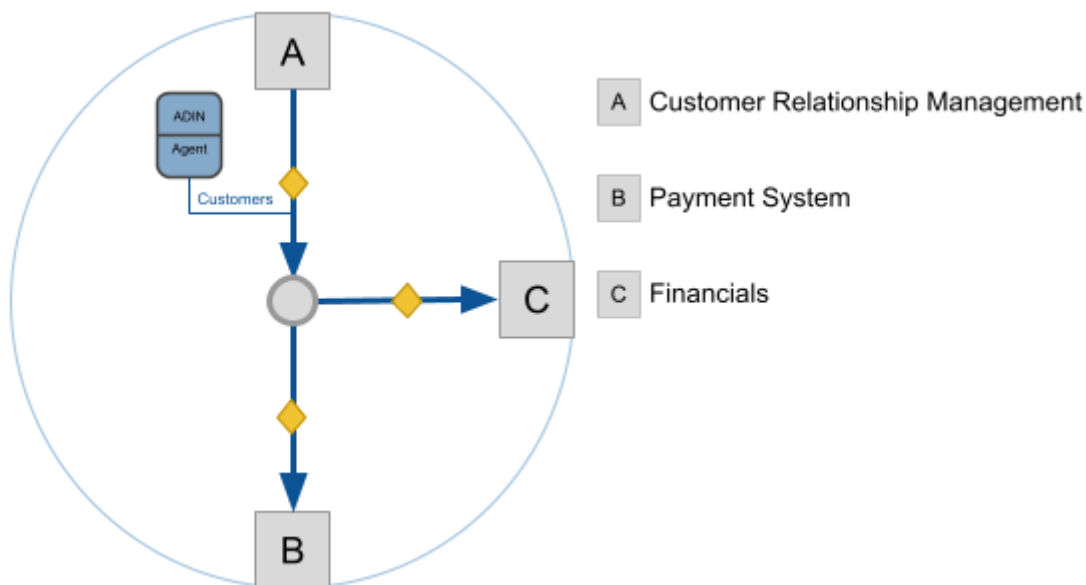 A
ADIN
Agent
Customers
C
B
A Customer Relationship Management
B Payment System
C Financials